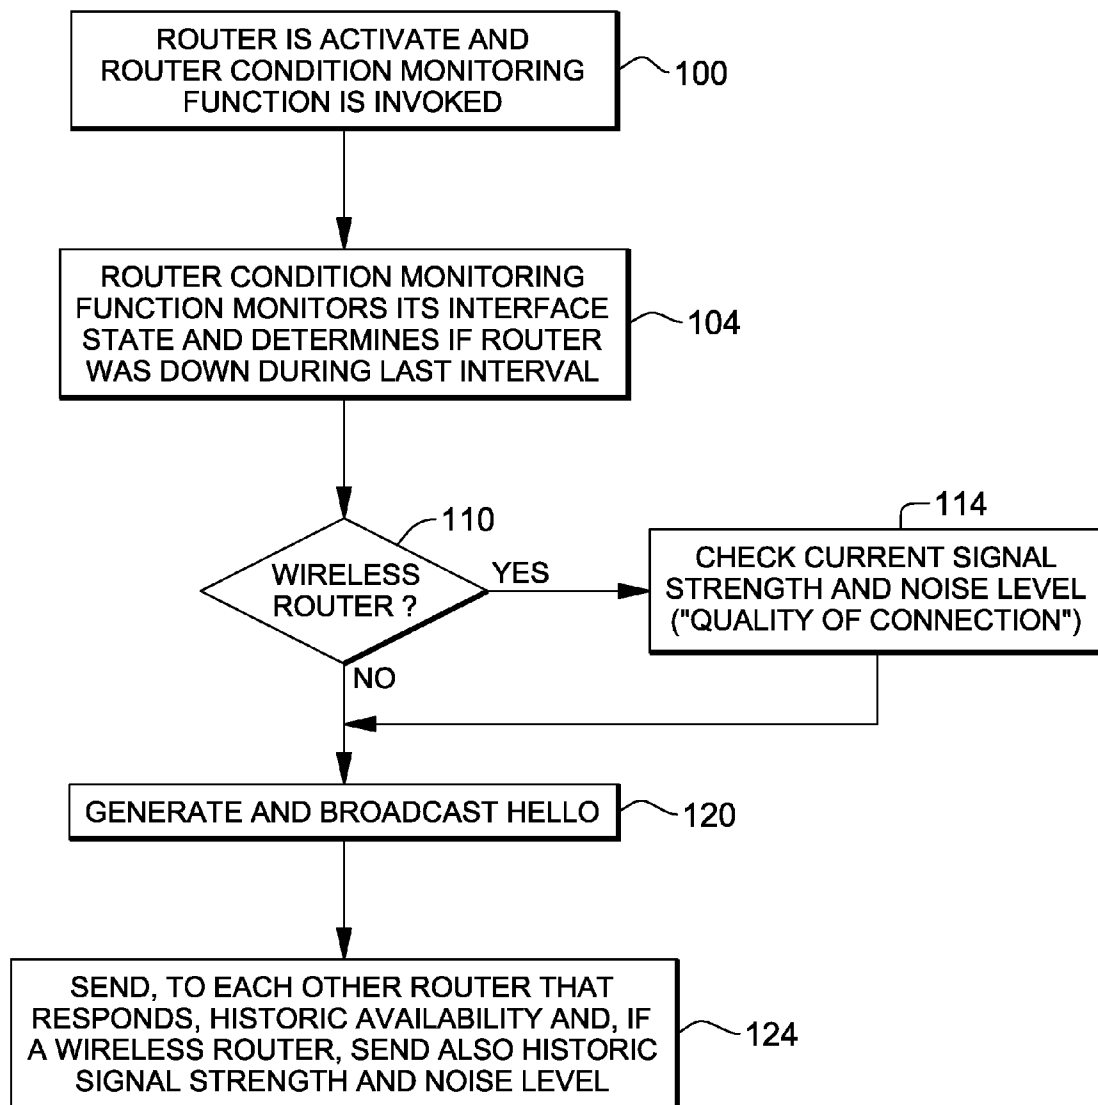 ROUTER IS ACTIVATE AND
ROUTER CONDITION MONITORING
FUNCTION IS INVOKED
100
ROUTER CONDITION MONITORING
FUNCTION MONITORS ITS INTERFACE
STATE AND DETERMINES IF ROUTER
WAS DOWN DURING LAST INTERVAL
104
110
WIRELESS
ROUTER ?
YES
NO
114
CHECK CURRENT SIGNAL
STRENGTH AND NOISE LEVEL
("QUALITY OF CONNECTION")
GENERATE AND BROADCAST HELLO
120
SEND, TO EACH OTHER ROUTER THAT
RESPONDS, HISTORIC AVAILABILITY AND, IF
A WIRELESS ROUTER, SEND ALSO HISTORIC
SIGNAL STRENGTH AND NOISE LEVEL
124